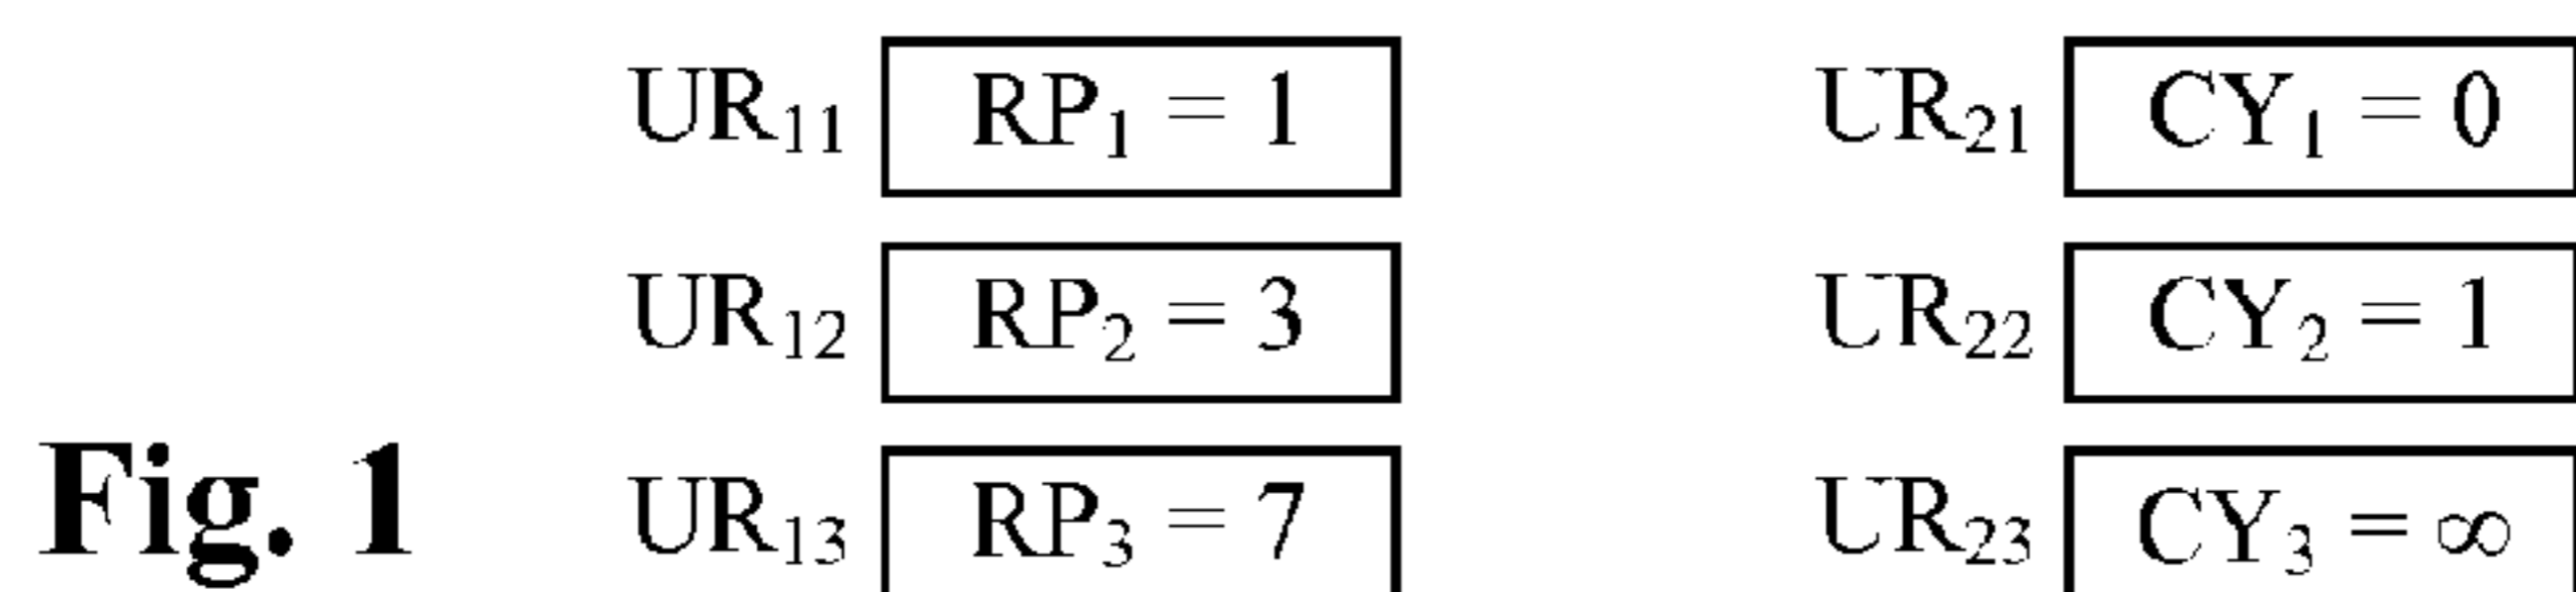 UR₁₁ RP₁ = 1 UR₂₁ CY₁ = 0
UR₁₂ RP₂ = 3 UR₂₂ CY₂ = 1
Fig. 1 UR₁₃ RP₃ = 7 UR₂₃ CY₃ = ∞